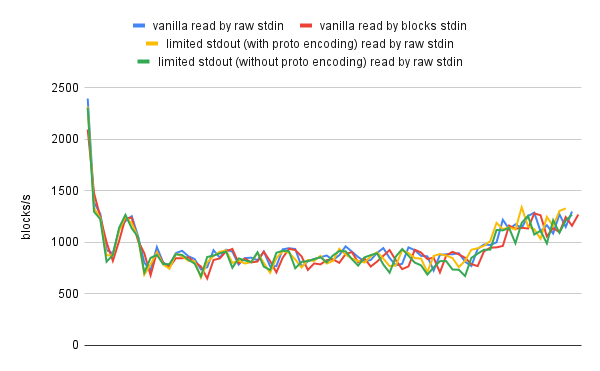 vanilla read by raw stdin vanilla read by blocks stdin
limited stdout (with proto encoding) read by raw stdin
limited stdout (without proto encoding) read by raw stdin
2500
2000
1500
1000
500
0
blocks/s